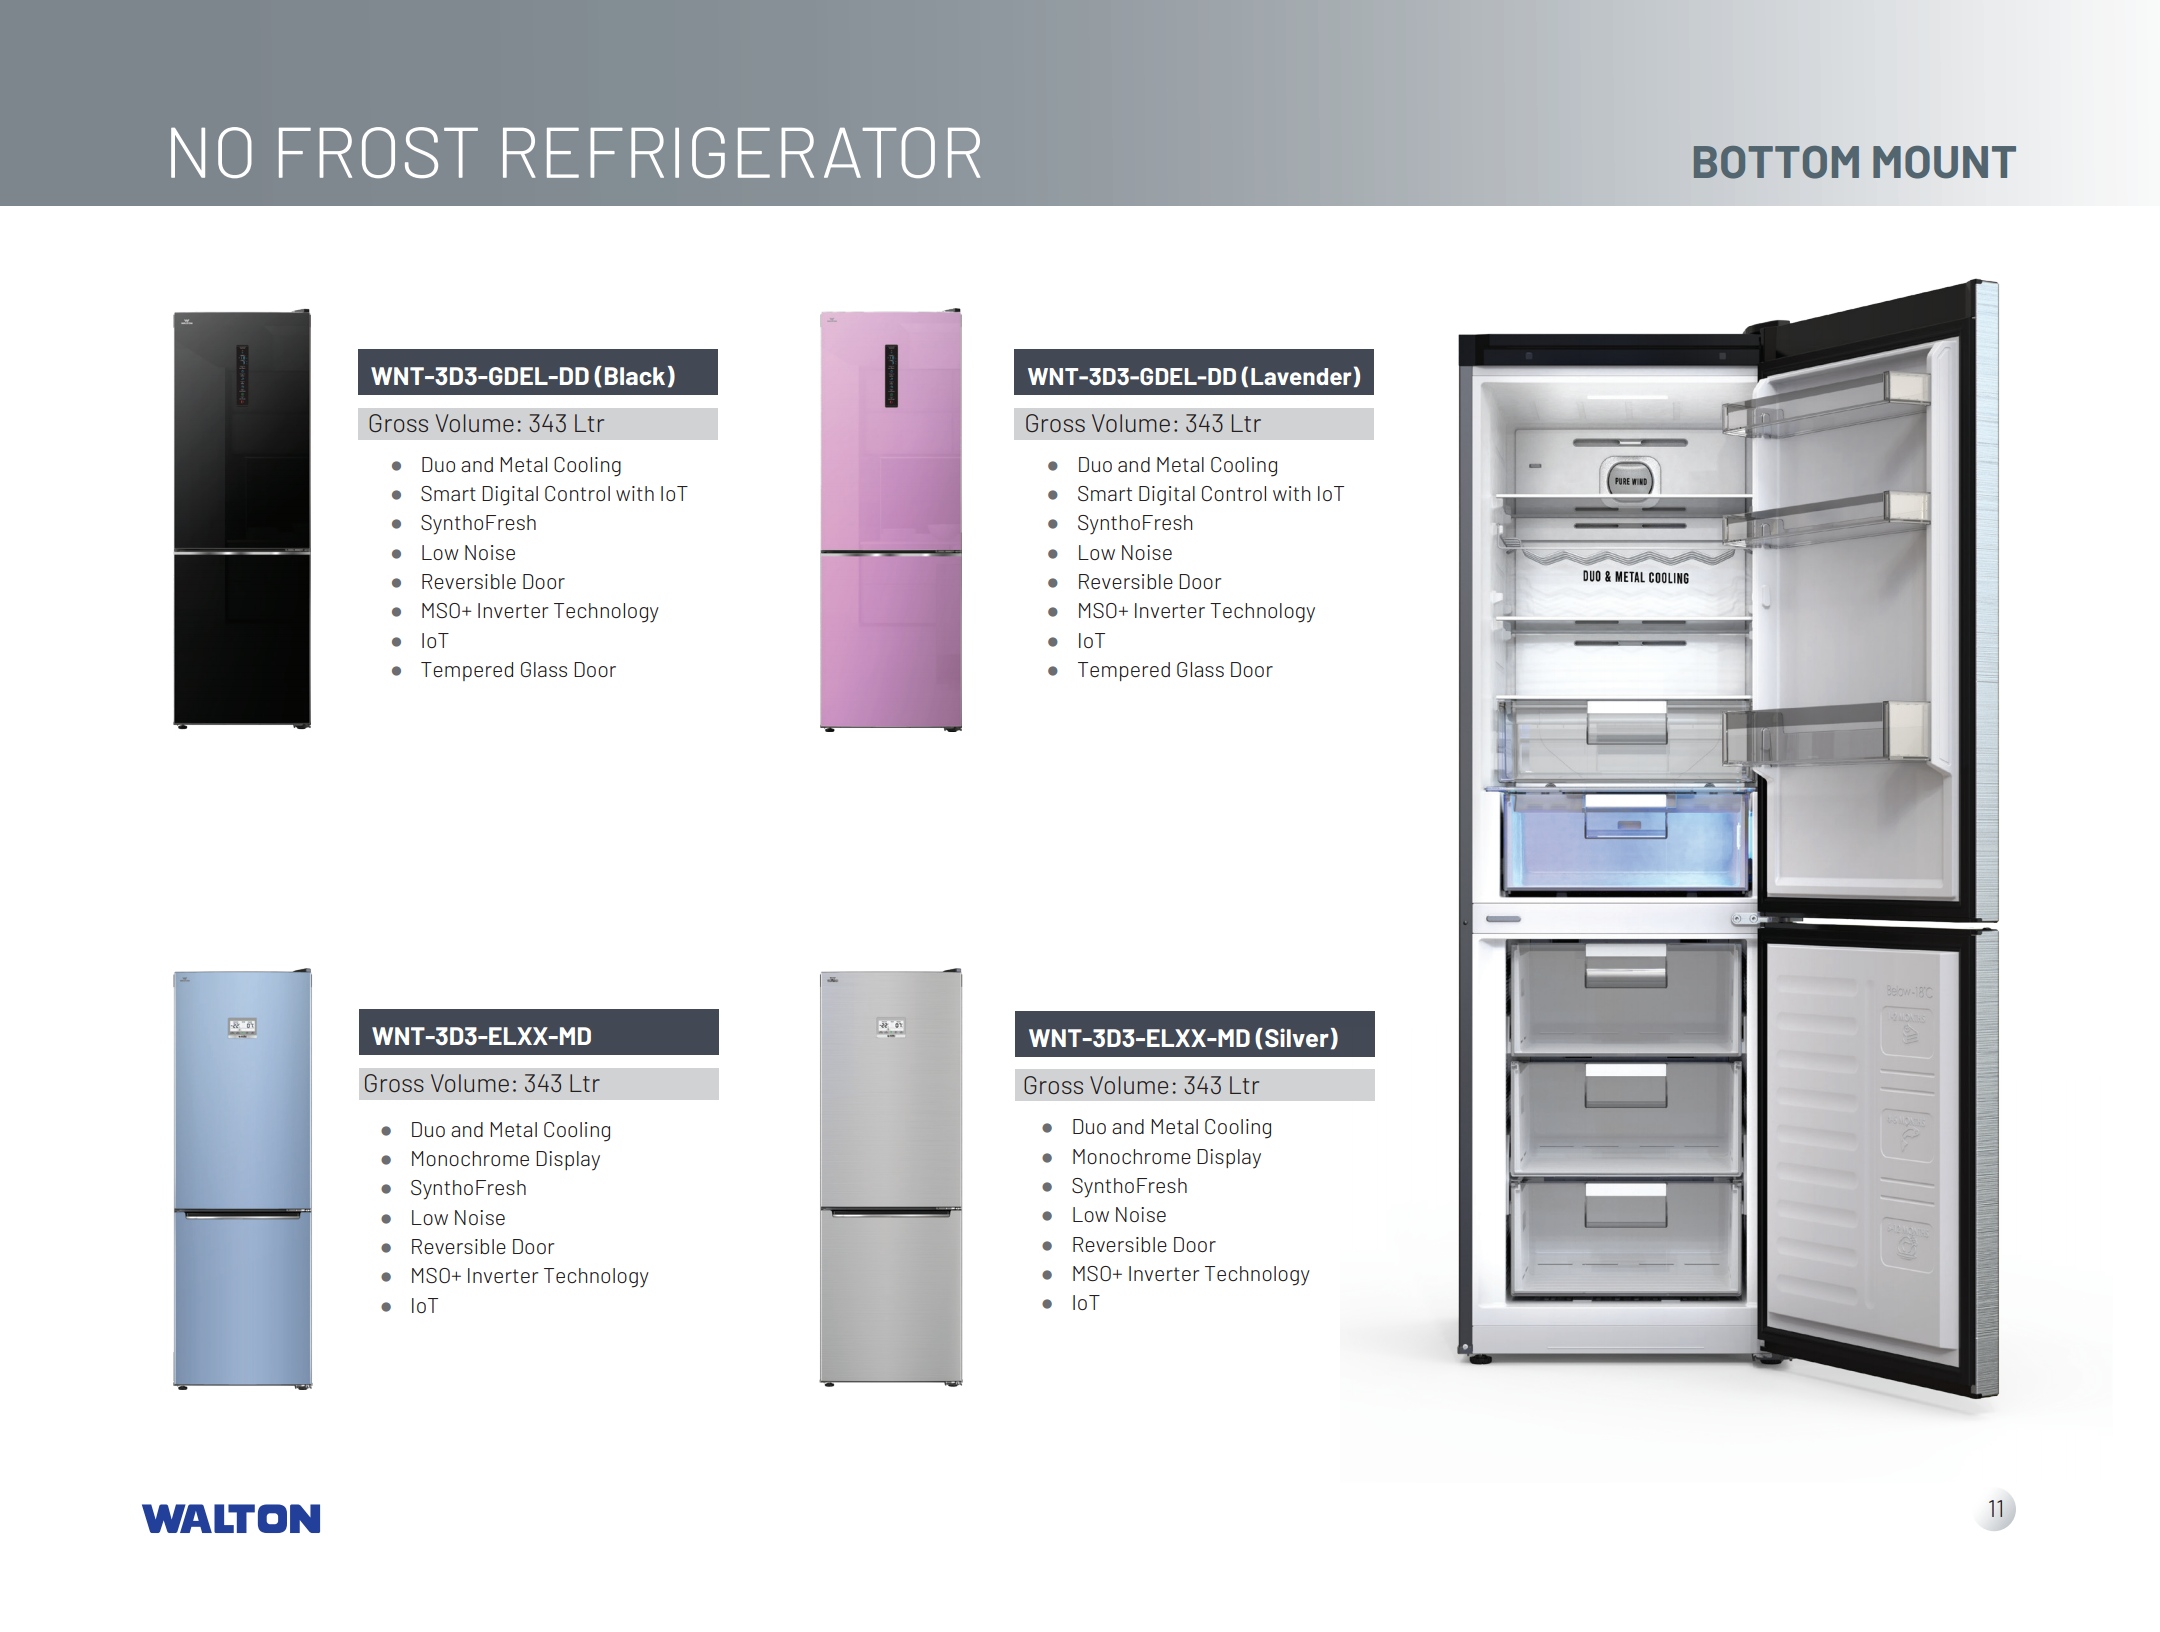 NO FROST REFRIGERATOR
BOTTOM MOUNT
WNT-3D3-GDEL-DD (Black)
Gross Volume: 343 Ltr
Duo and Metal Cooling
Smart Digital Control with IoT
SynthoFresh
Low Noise
Reversible Door
MSO+ Inverter Technology
IoT
Tempered Glass Door
WNT-3D3-GDEL-DD (Lavender)
Gross Volume: 343 Ltr
Duo and Metal Cooling
Smart Digital Control with IoT
SynthoFresh
Low Noise
Reversible Door
MSO+ Inverter Technology
IoT
Tempered Glass Door
PURE WIND
DUO & METAL COOLING
Below -18°C
WNT-3D3-ELXX-MD
Gross Volume: 343 Ltr
Duo and Metal Cooling
Monochrome Display
SynthoFresh
Low Noise
Reversible Door
MSO+ Inverter Technology
IoT
WNT-3D3-ELXX-MD (Silver)
Gross Volume: 343 Ltr
Duo and Metal Cooling
Monochrome Display
SynthoFresh
Low Noise
Reversible Door
MSO+ Inverter Technology
IoT
WALTON
11